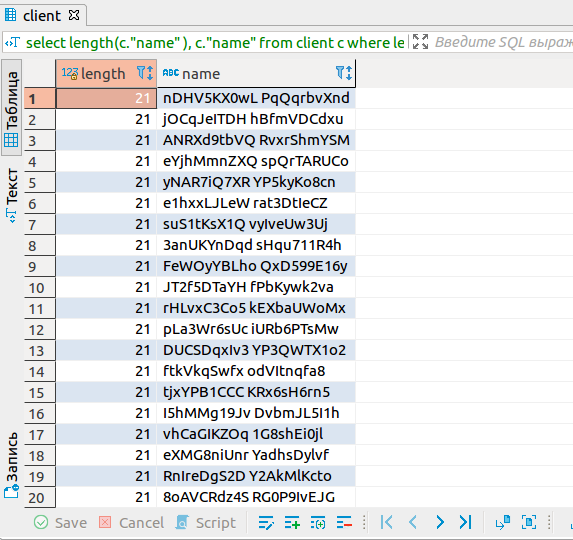 client
select length(c."name" ), c."name" from client c where le Введите SQL выраж
Таблица
Текст
Запись
123 length ABC name
1 21 nDHV5KX0wL PqQqrbvXnd
2 21 jOCqJeITDH hBfmVDCdxu
3 21 ANRXd9tbVQ RvxrShmYSM
4 21 eYjhMmnZXQ spQrTARUCo
5 21 yNAR7iQ7XR YP5kyKo8cn
6 21 e1hxxLJLeW rat3DtIeCZ
7 21 suS1tKsX1Q vyIveUw3Uj
8 21 3anUKYnDqd sHqu711R4h
9 21 FeWOyYBLho QxD599E16y
10 21 JT2f5DTaYH fPbKywk2va
11 21 rHLvxC3Co5 kEXbaUWoMx
12 21 pLa3Wr6sUc iURb6PTsMw
13 21 DUCSDqxIv3 YP3QWTX1o2
14 21 ftkVkqSwfx odVItnqfa8
15 21 tjxYPB1CCC KRx6sH6rn5
16 21 I5hMMg19Jv DvbmJL5I1h
17 21 vhCaGIKZOq 1G8shEi0jl
18 21 eXMG8niUnr YadhsDylvf
19 21 RnIreDgS2D Y2AkMlKcto
20 21 8oAVCRdz4S RG0P9IvEJG
Save Cancel Script